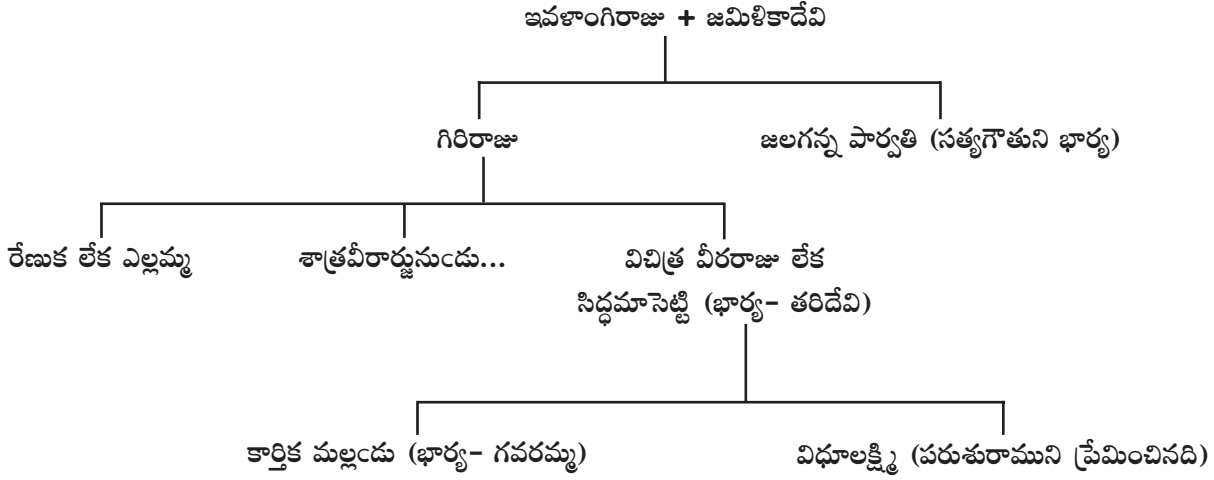 ఇవళాంగిరాజు + జమిళికాదేవి
గిరిరాజు జలగన్న పార్వతి (సత్యగౌతుని భార్య)
రేణుక లేక ఎల్లమ్మ శాత్రవీరార్జునుఁడు... విచిత్ర వీరరాజు లేక
సిద్ధమాసెట్టి (భార్య- తరిదేవి)
కార్తిక మల్లఁడు (భార్య- గవరమ్మ) విధూలక్ష్మి (పరుశురాముని ప్రేమించినది)